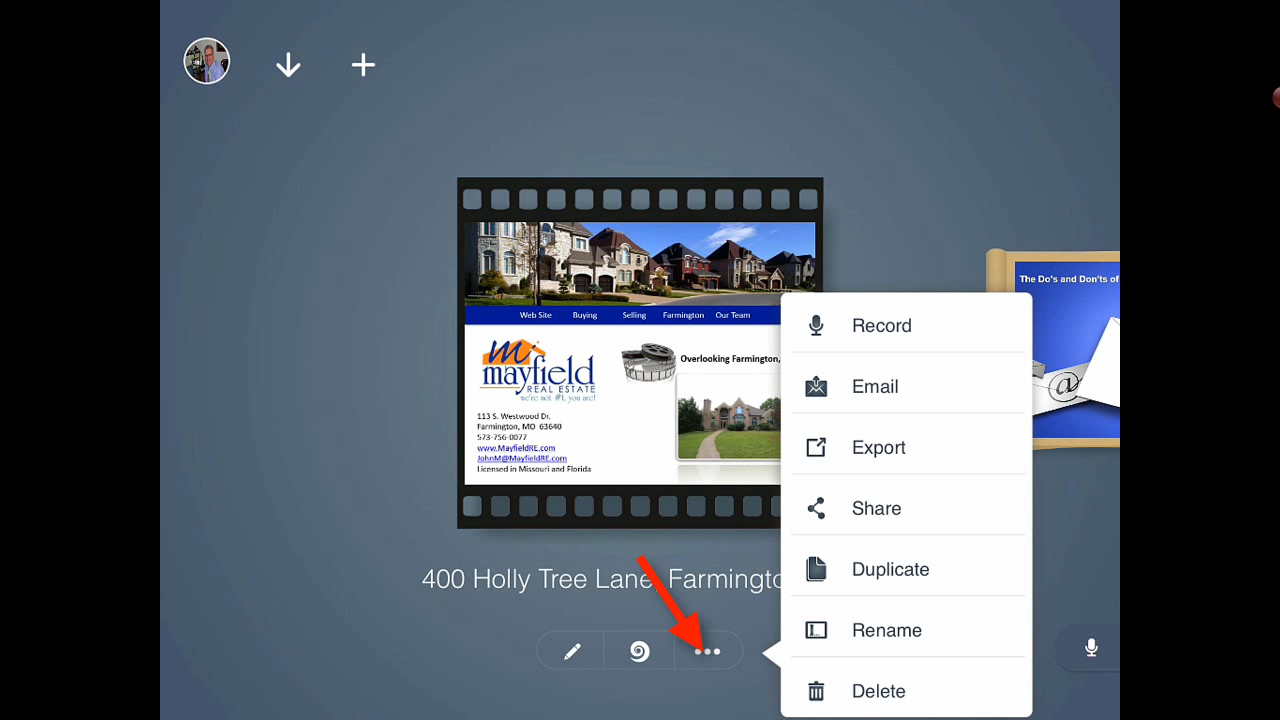 Web Site Buying Selling Farmington Our Team
mayfield
REAL ESTATE
we're not #1, you are!
Overlooking Farmington,
113 S. Westwood Dr.
Farmington, MO 63640
573-756-0077
www.MayfieldRE.com
JohnM@MayfieldRE.com
Licensed in Missouri and Florida
The Do's and Don'ts of
@
400 Holly Tree Lane, Farmingto
Record
Email
Export
Share
Duplicate
Rename
Delete